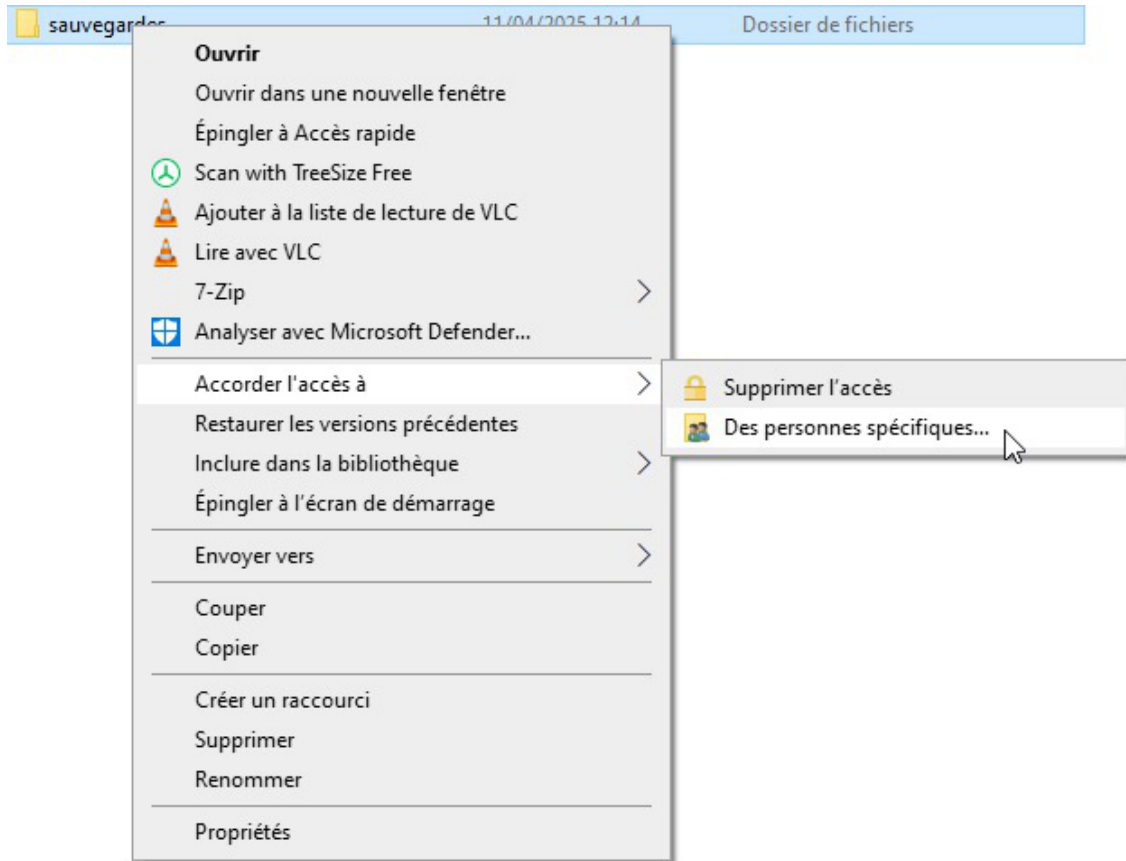 sauvegardes 11/04/2025 12:14 Dossier de fichiers
Ouvrir
Ouvrir dans une nouvelle fenêtre
Épingler à Accès rapide
Scan with TreeSize Free
Ajouter à la liste de lecture de VLC
Lire avec VLC
7-Zip
Analyser avec Microsoft Defender...
Accorder l'accès à
Supprimer l'accès
Des personnes spécifiques...
Restaurer les versions précédentes
Inclure dans la bibliothèque
Épingler à l'écran de démarrage
Envoyer vers
Couper
Copier
Créer un raccourci
Supprimer
Renommer
Propriétés